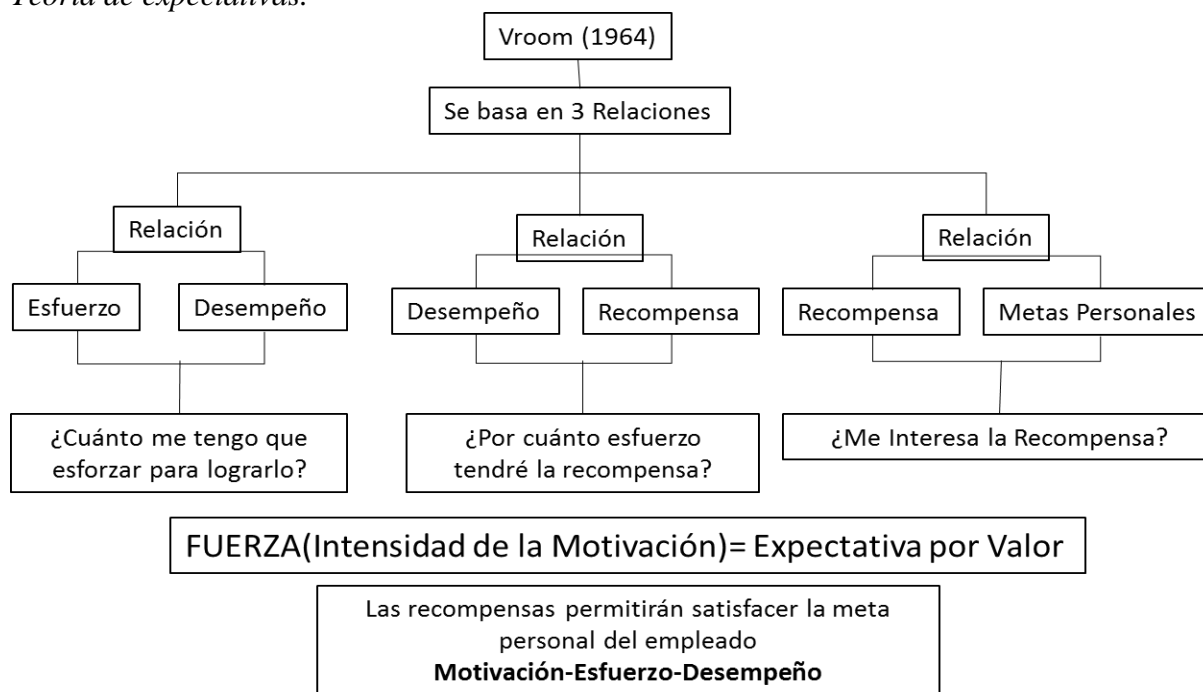 Teoría de expectativas.
Vroom (1964)
Se basa en 3 Relaciones
Relación
Relación
Relación
Esfuerzo
Desempeño
Desempeño
Recompensa
Recompensa
Metas Personales
¿Cuánto me tengo que
esforzar para lograrlo?
¿Por cuánto esfuerzo
tendré la recompensa?
¿Me Interesa la Recompensa?
FUERZA(Intensidad de la Motivación)= Expectativa por Valor
Las recompensas permitirán satisfacer la meta
personal del empleado
Motivación-Esfuerzo-Desempeño